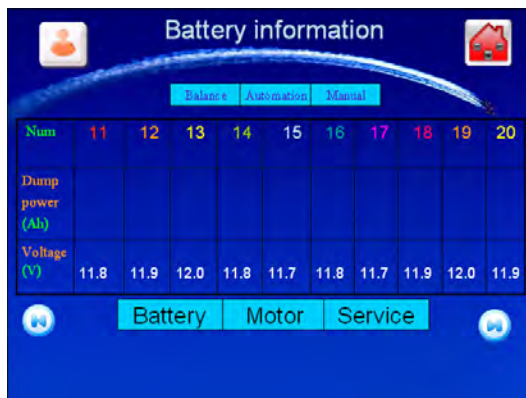 Battery information
Balance Automation Manual
Num 11 12 13 14 15 16 17 18 19 20
Dump
power
(Ah)
Voltage
(V) 11.8 11.9 12.0 11.8 11.7 11.8 11.7 11.9 12.0 11.9
Battery Motor Service